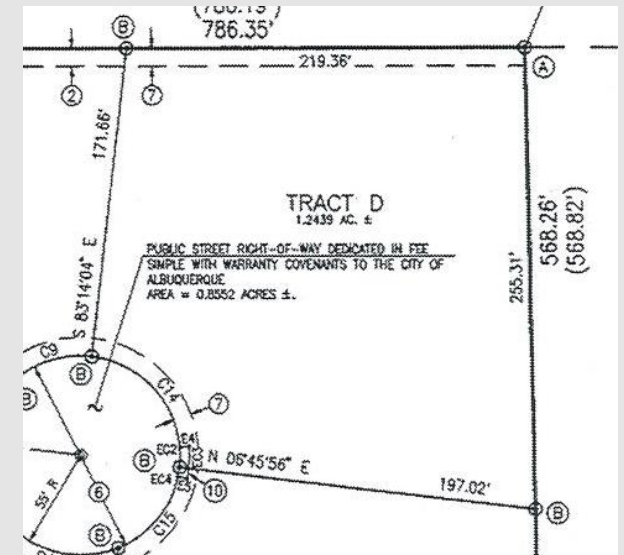 (786.19')
786.35'
B
219.36'
A
2
7
171.66'
TRACT D
1.2439 AC. ±
568.26'
(568.82')
255.31'
PUBLIC STREET RIGHT-OF-WAY DEDICATED IN FEE
SIMPLE WITH WARRANTY COVENANTS TO THE CITY OF
ALBUQUERQUE
AREA = 0.8552 ACRES ±.
S 83°14'04" E
C9
B
C14
B
7
E4
EC2
EC3
B
N 06°45'56" E
EC4
E3
10
197.02'
B
6
55' R
C15
B